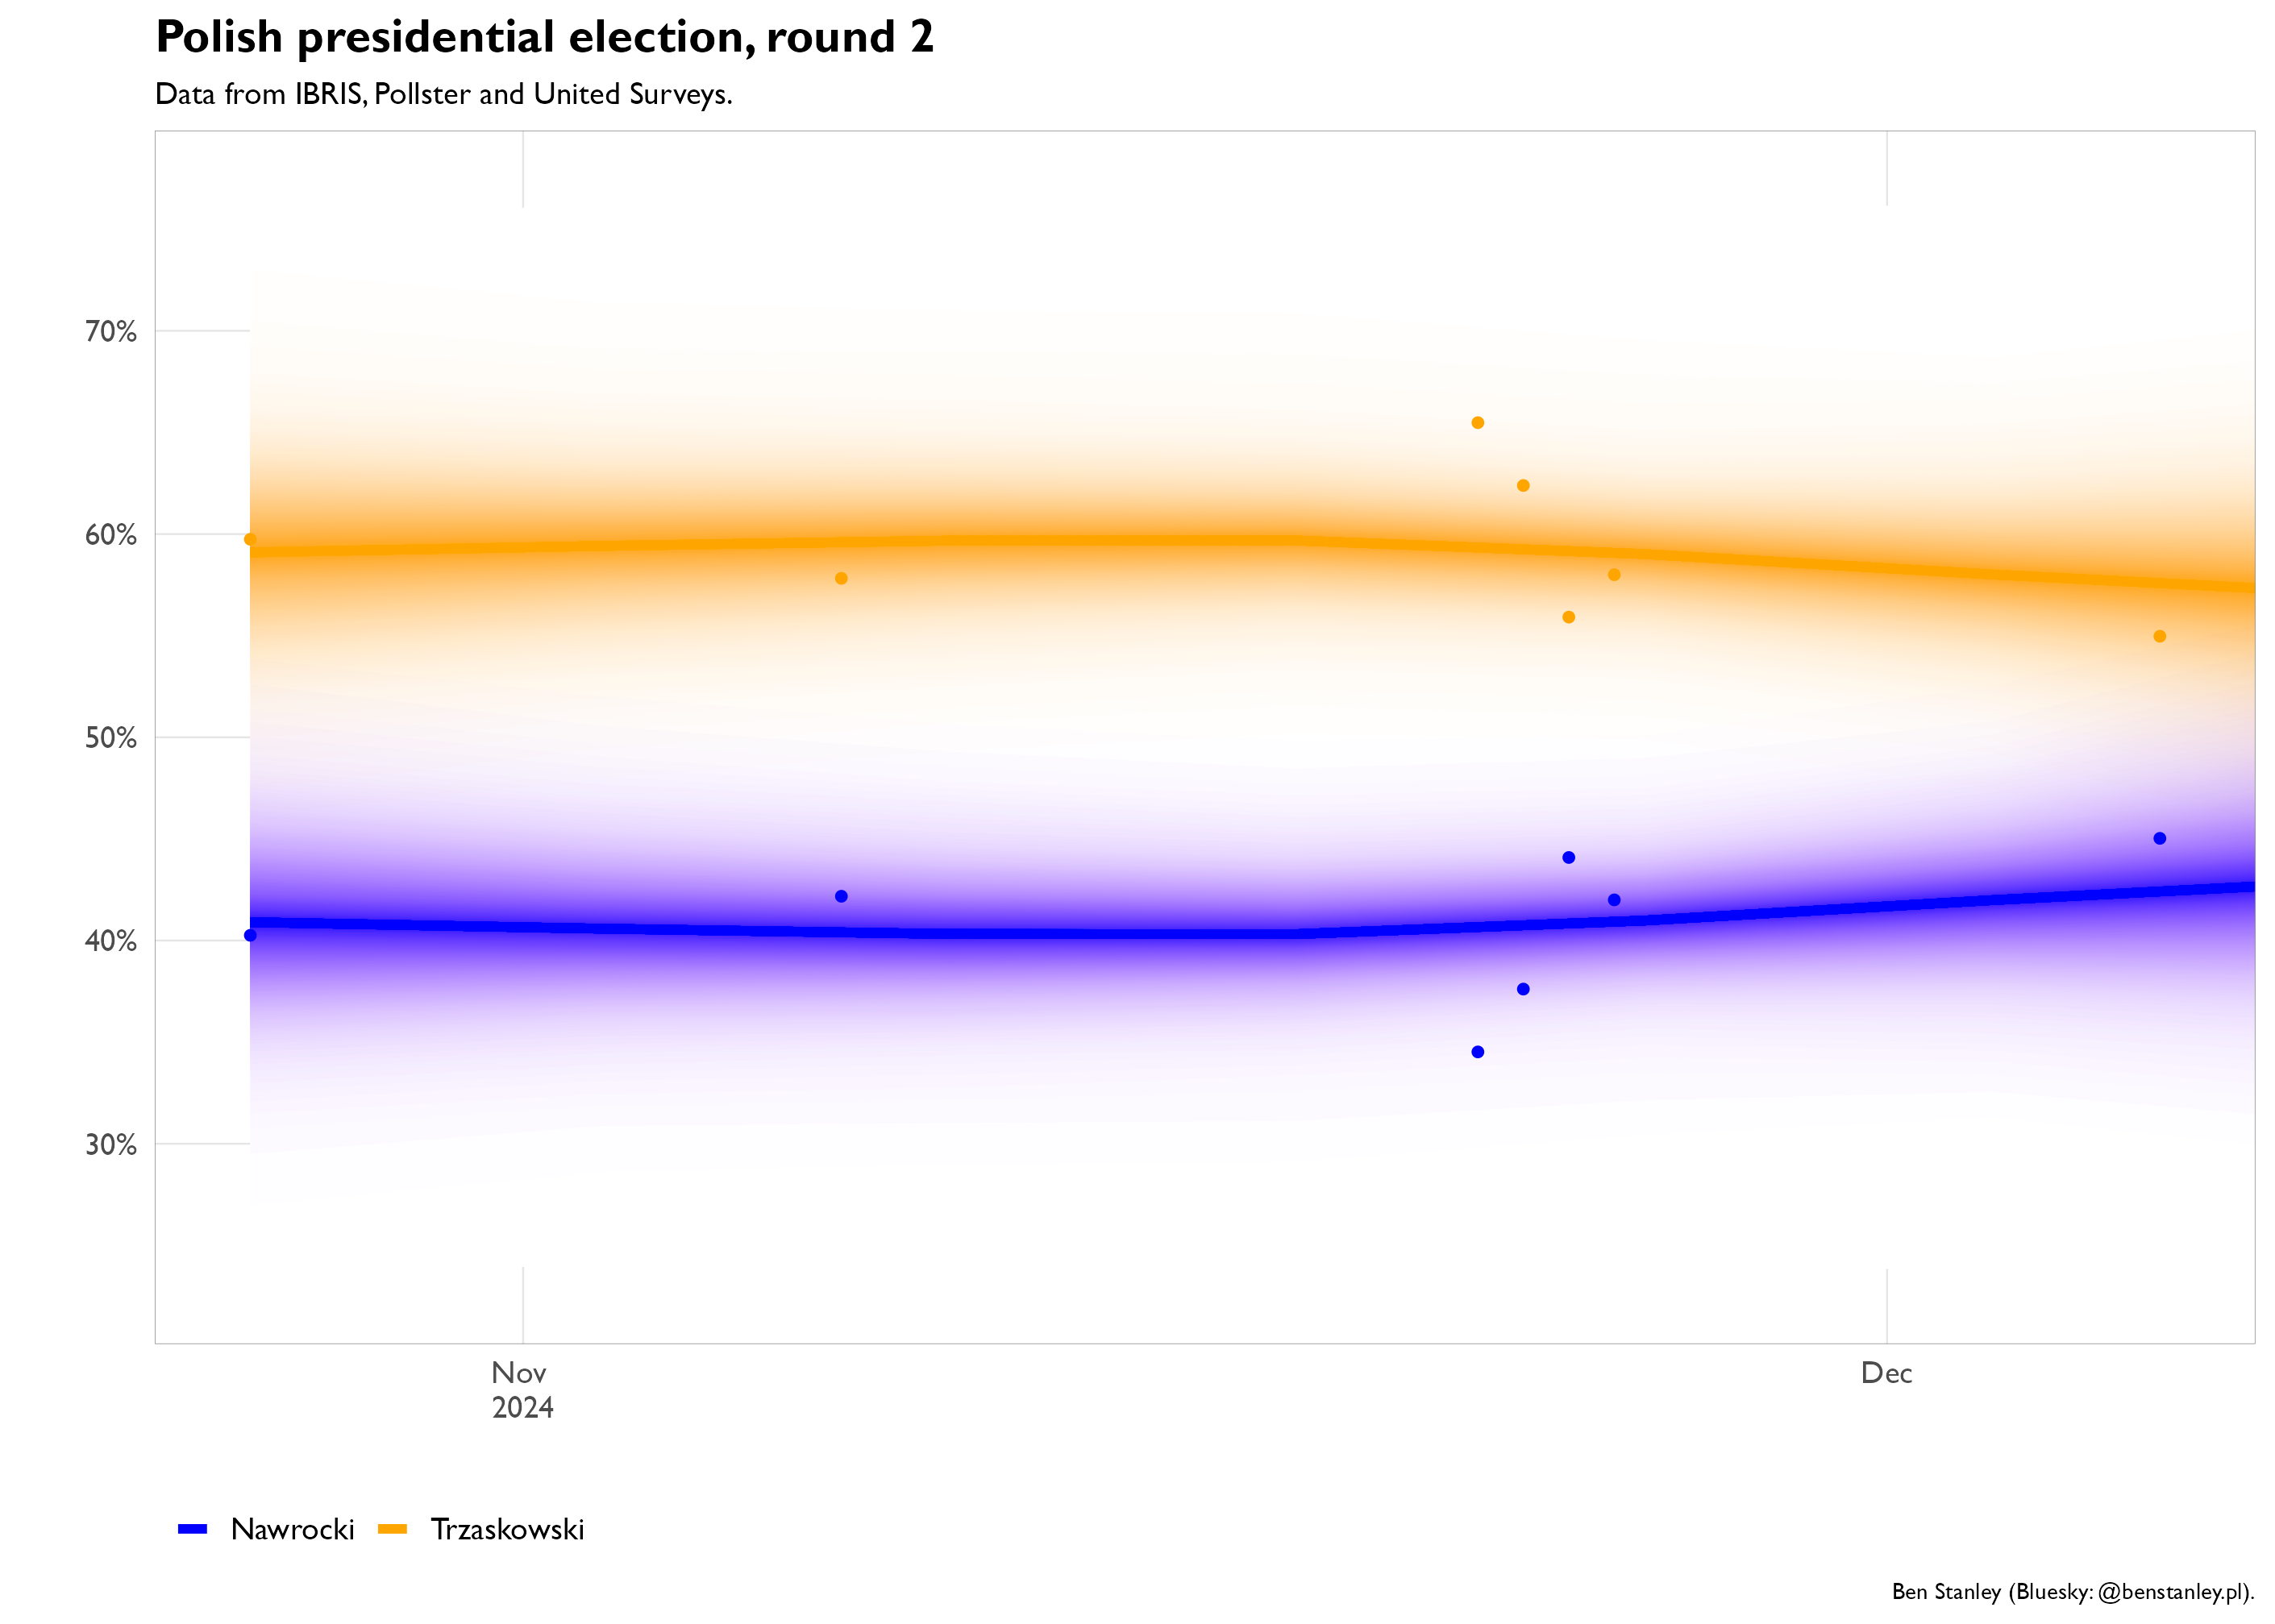 Polish presidential election, round 2
Data from IBRIS, Pollster and United Surveys.
70%
60%
50%
40%
30%
Nov Dec
2024
Nawrocki Trzaskowski
Ben Stanley (Bluesky: @benstanley.pl).